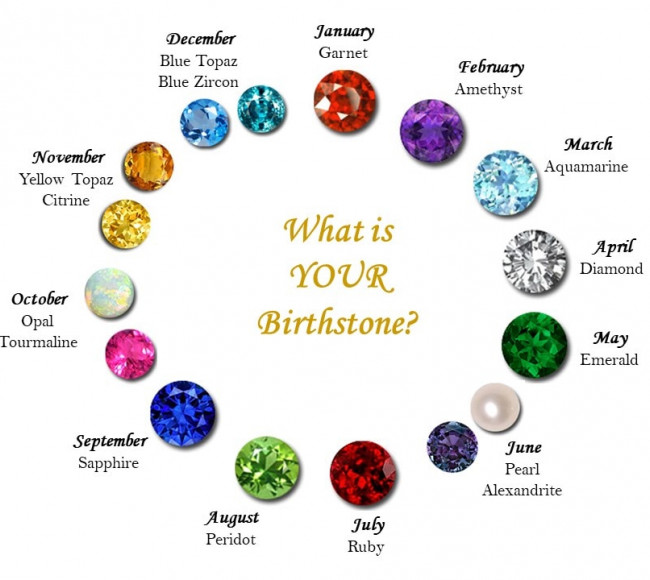 January
Garnet
February
Amethyst
March
Aquamarine
April
Diamond
May
Emerald
June
Pearl
Alexandrite
July
Ruby
August
Peridot
September
Sapphire
October
Opal
Tourmaline
November
Yellow Topaz
Citrine
December
Blue Topaz
Blue Zircon
What is
YOUR
Birthstone?